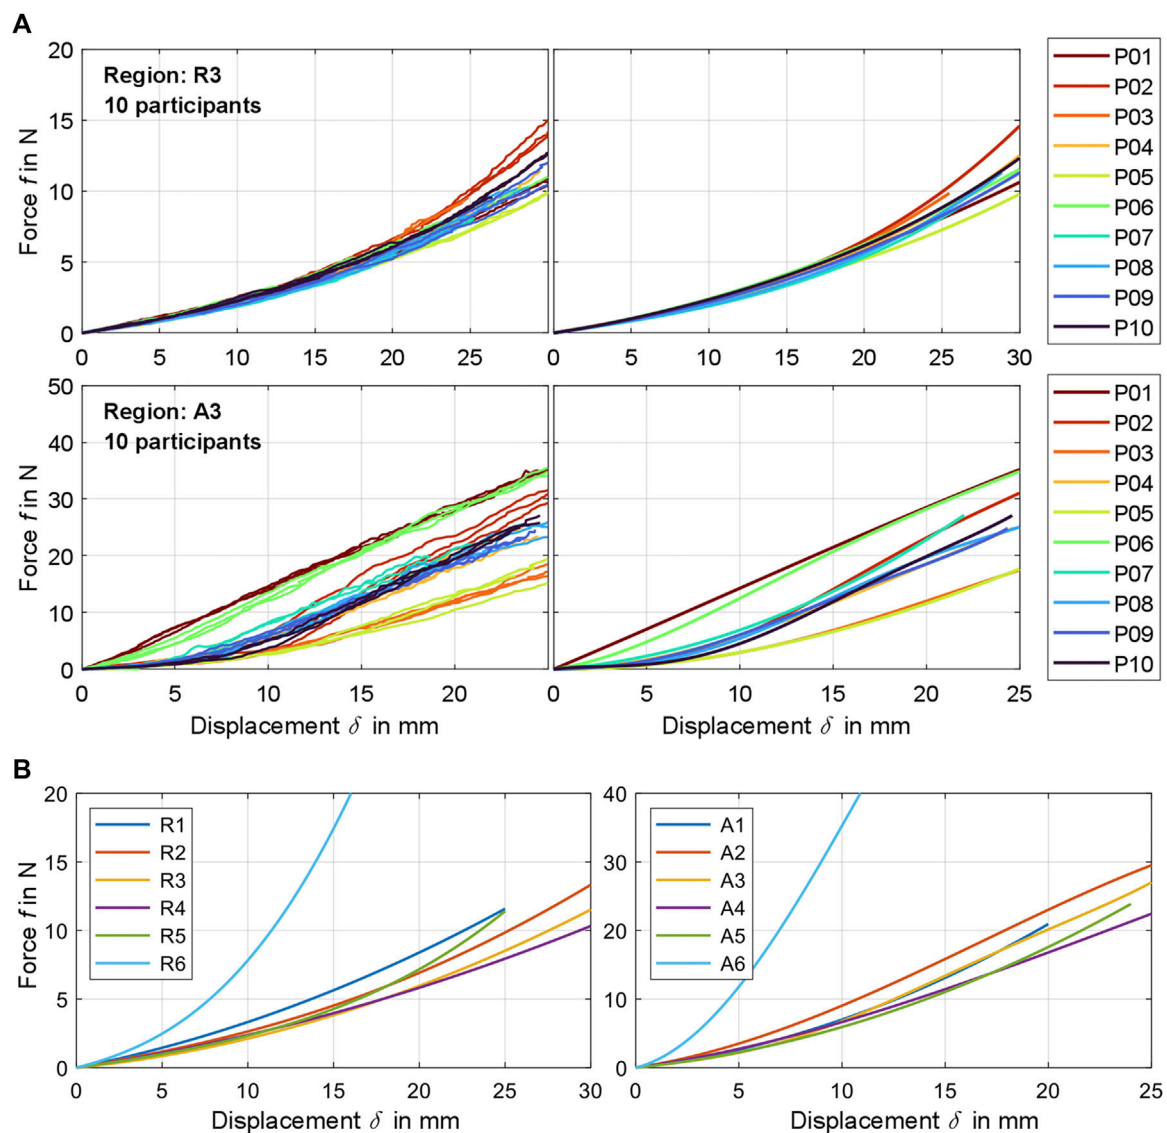 A
Region: R3
10 participants
Force f in N
20
15
10
5
0
0 5 10 15 20 25
0 5 10 15 20 25 30
P01
P02
P03
P04
P05
P06
P07
P08
P09
P10
Region: A3
10 participants
Force f in N
50
40
30
20
10
0
0 5 10 15 20
0 5 10 15 20 25
Displacement δ in mm
Displacement δ in mm
P01
P02
P03
P04
P05
P06
P07
P08
P09
P10
B
Force f in N
20
15
10
5
0
R1
R2
R3
R4
R5
R6
0 5 10 15 20 25 30
Displacement δ in mm
40
30
20
10
0
A1
A2
A3
A4
A5
A6
0 5 10 15 20 25
Displacement δ in mm